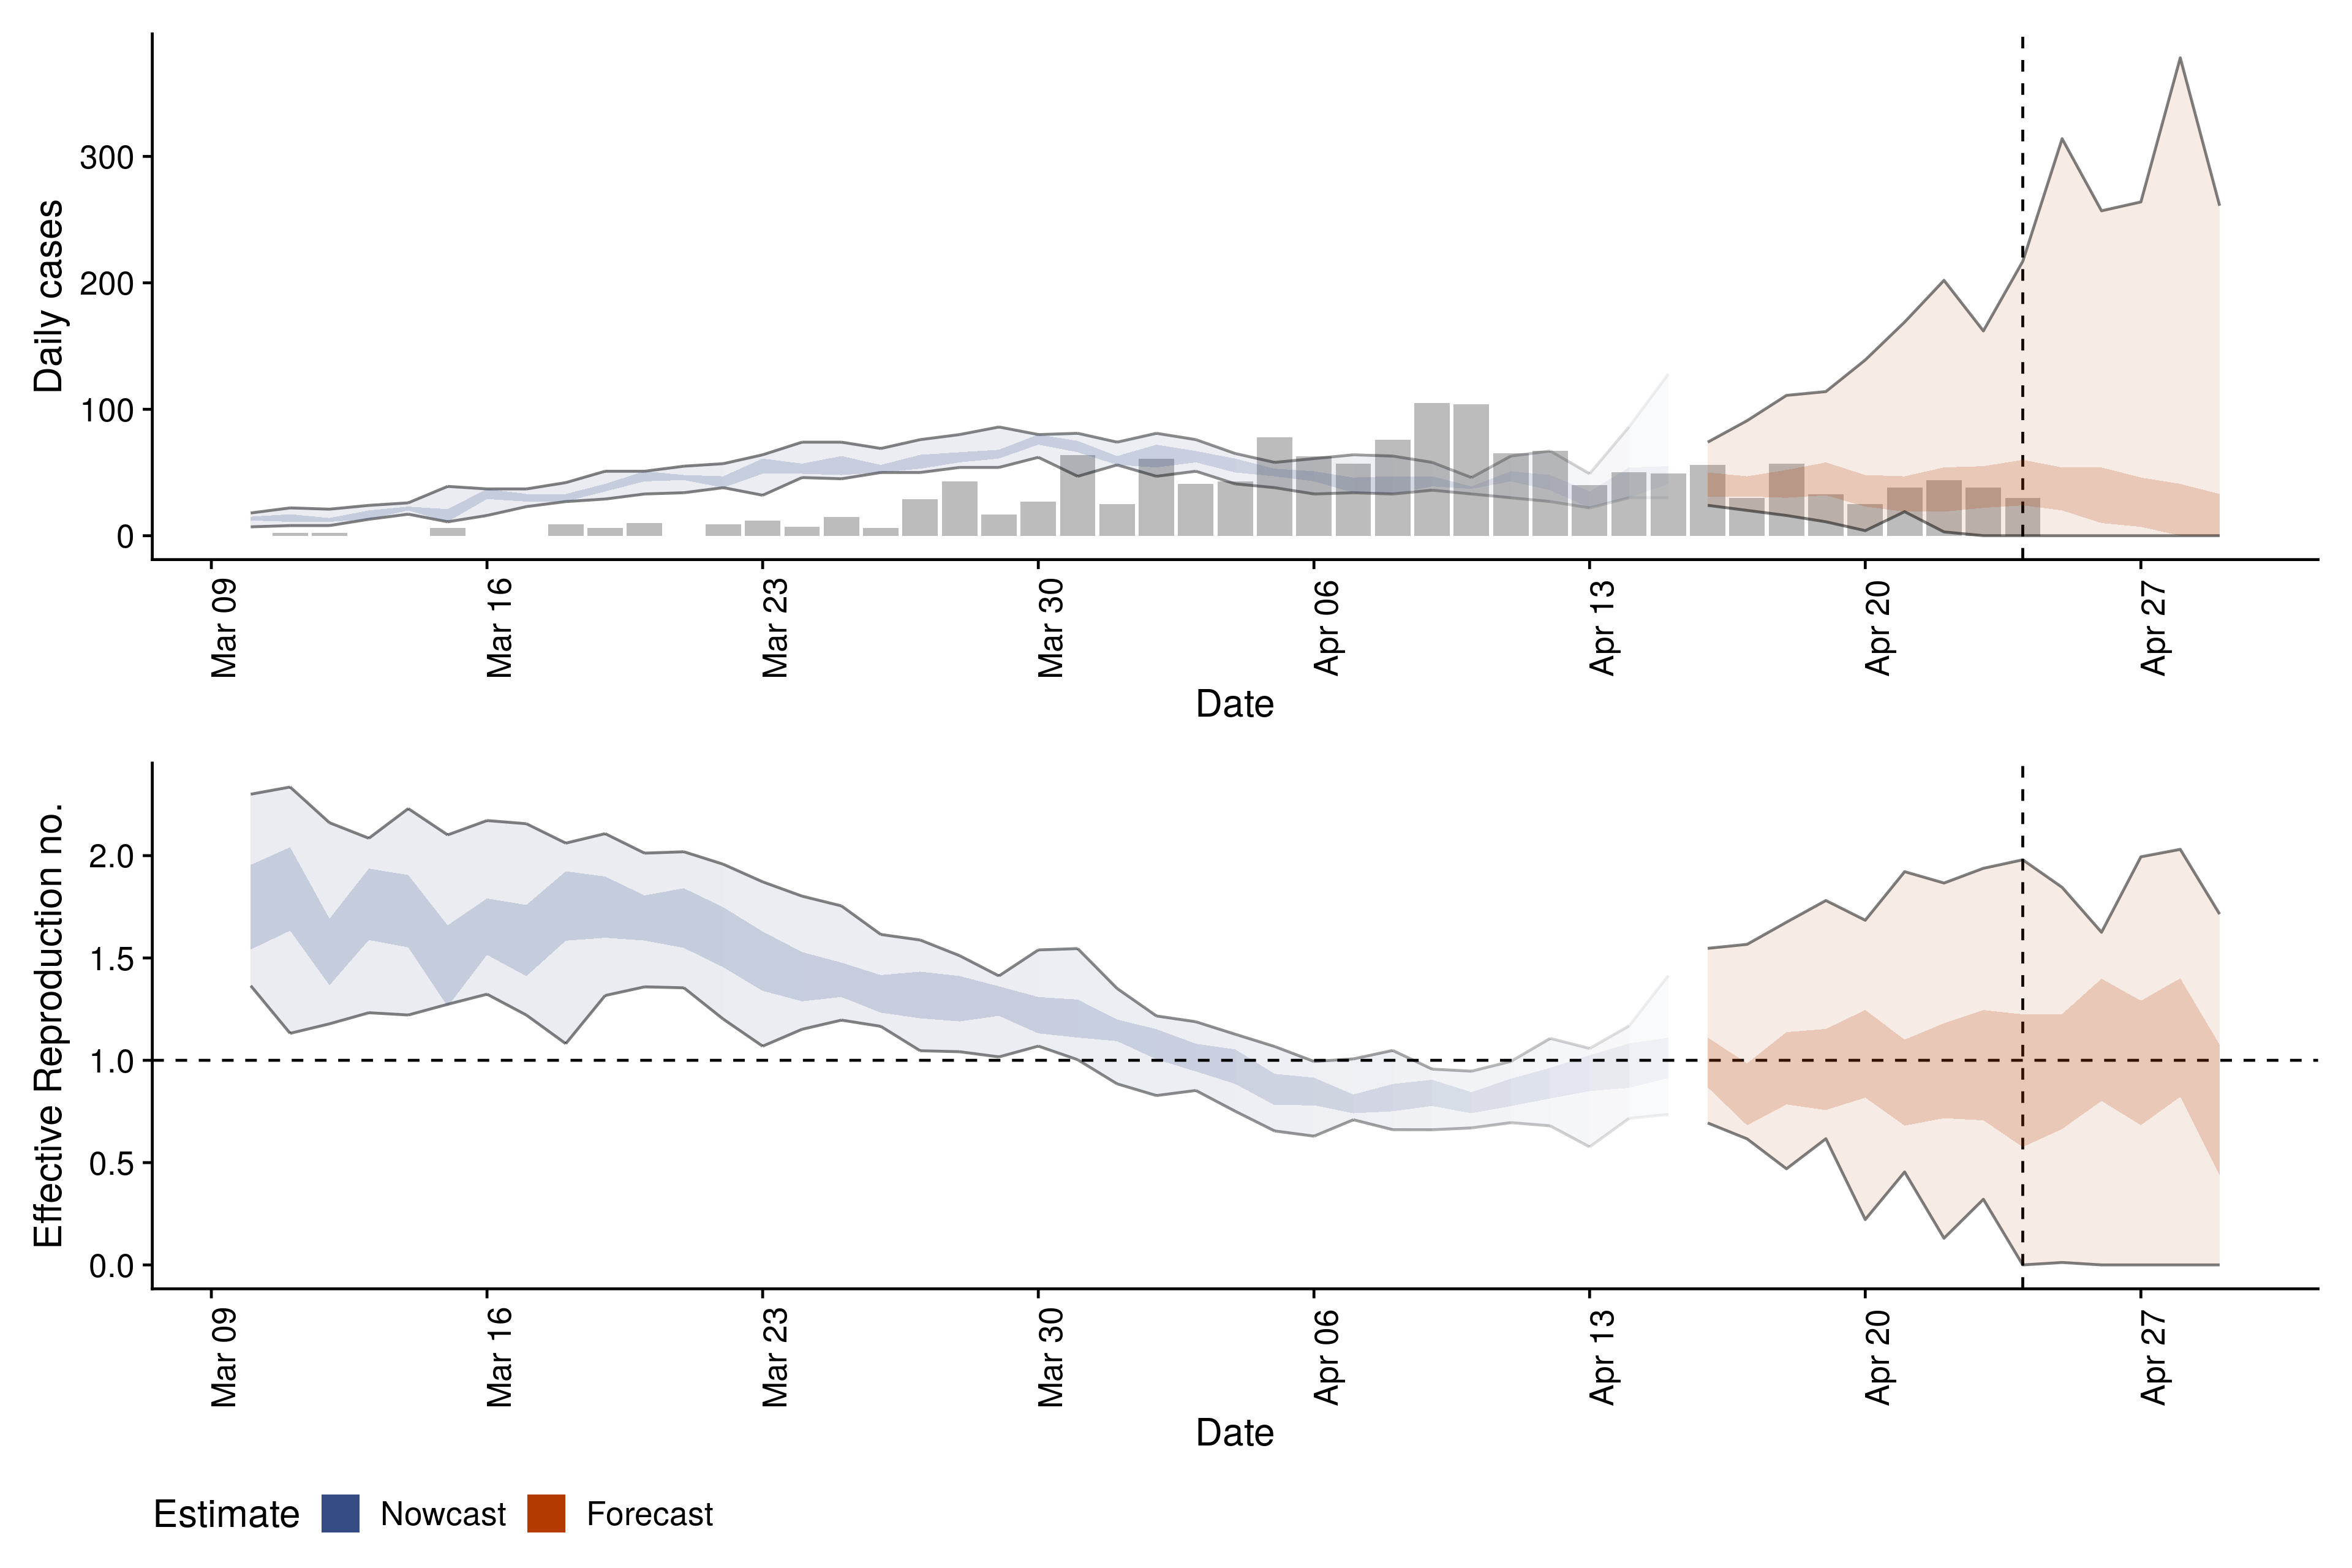 300
200
100
0
Daily cases
Mar 09
Mar 16
Mar 23
Mar 30
Apr 06
Apr 13
Apr 20
Apr 27
Date
2.0
1.5
1.0
0.5
0.0
Effective Reproduction no.
Mar 09
Mar 16
Mar 23
Mar 30
Apr 06
Apr 13
Apr 20
Apr 27
Date
Estimate Nowcast Forecast